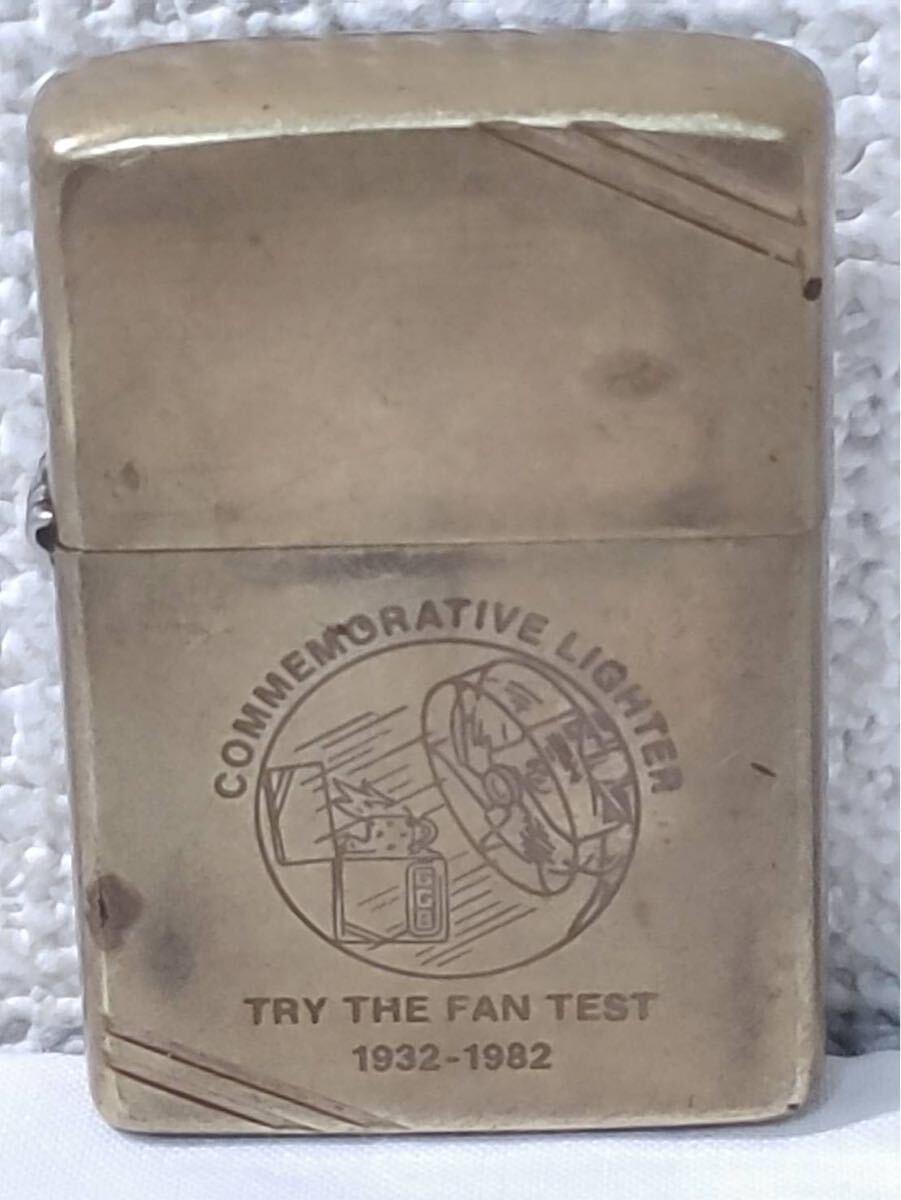 COMMEMORATIVE LIGHTER
TRY THE FAN TEST
1932-1982